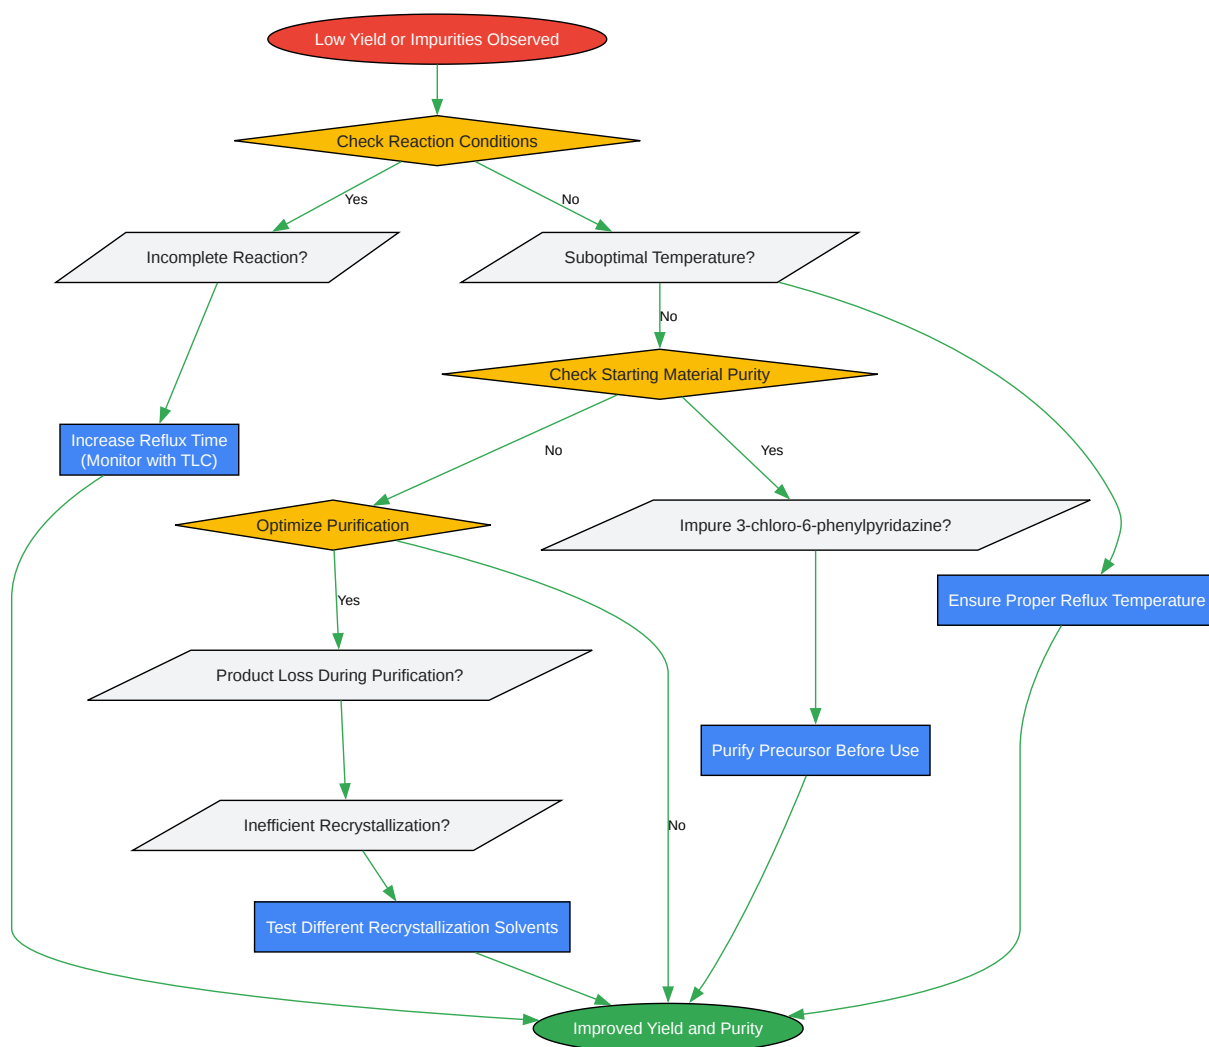 Low Yield or Impurities Observed
Check Reaction Conditions
Yes
No
Incomplete Reaction?
Suboptimal Temperature?
No
Check Starting Material Purity
Increase Reflux Time
(Monitor with TLC)
No
Yes
Optimize Purification
Impure 3-chloro-6-phenylpyridazine?
Yes
Ensure Proper Reflux Temperature
Product Loss During Purification?
Purify Precursor Before Use
Inefficient Recrystallization?
No
Test Different Recrystallization Solvents
Improved Yield and Purity